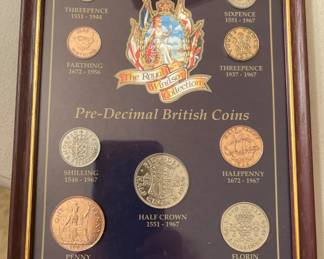 THREEPENCE
1551 - 1944
SIXPENCE
1551 - 1967
FARTHING
1672 - 1956
THREEPENCE
1937 - 1967
The Royal
Windsor
Collection
Pre-Decimal British Coins
SHILLING
1548 - 1967
HALFPENNY
1672 - 1967
HALF CROWN
1551 - 1967
PENNY
FLORIN